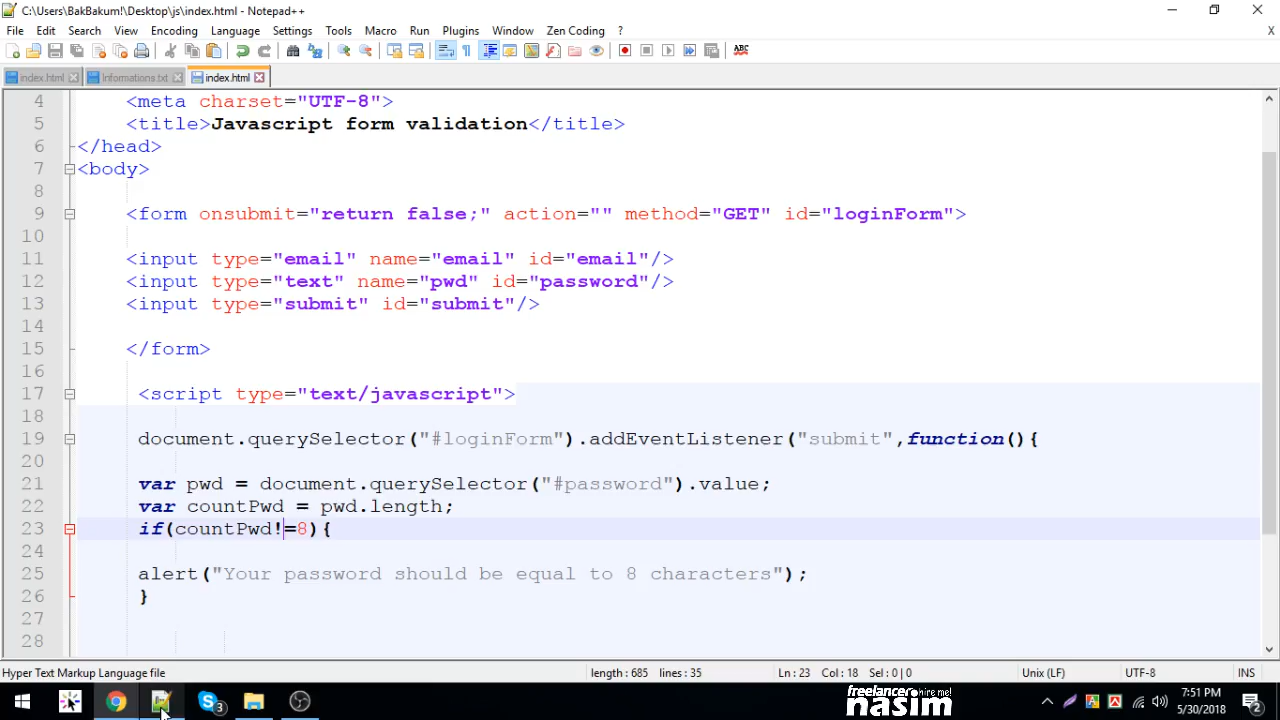 C:\Users\BakBakum!\Desktop\js\index.html - Notepad++
File Edit Search View Encoding Language Settings Tools Macro Run Plugins Window Zen Coding ? X
ABC
index.html Informations.txt index.html
4 <meta charset="UTF-8">
5 <title>Javascript form validation</title>
6 </head>
7 <body>
8
9 <form onsubmit="return false;" action="" method="GET" id="loginForm">
10
11 <input type="email" name="email" id="email"/>
12 <input type="text" name="pwd" id="password"/>
13 <input type="submit" id="submit"/>
14
15 </form>
16
17 <script type="text/javascript">
18
19 document.querySelector("#loginForm").addEventListener("submit",function(){
20
21 var pwd = document.querySelector("#password").value;
22 var countPwd = pwd.length;
23 if(countPwd!=8){
24
25 alert("Your password should be equal to 8 characters");
26 }
27
28
Hyper Text Markup Language file length : 685 lines : 35 Ln : 23 Col : 18 Sel : 0 | 0 Unix (LF) UTF-8 INS
3 freelancer hire me! nasim 7:51 PM
5/30/2018 2